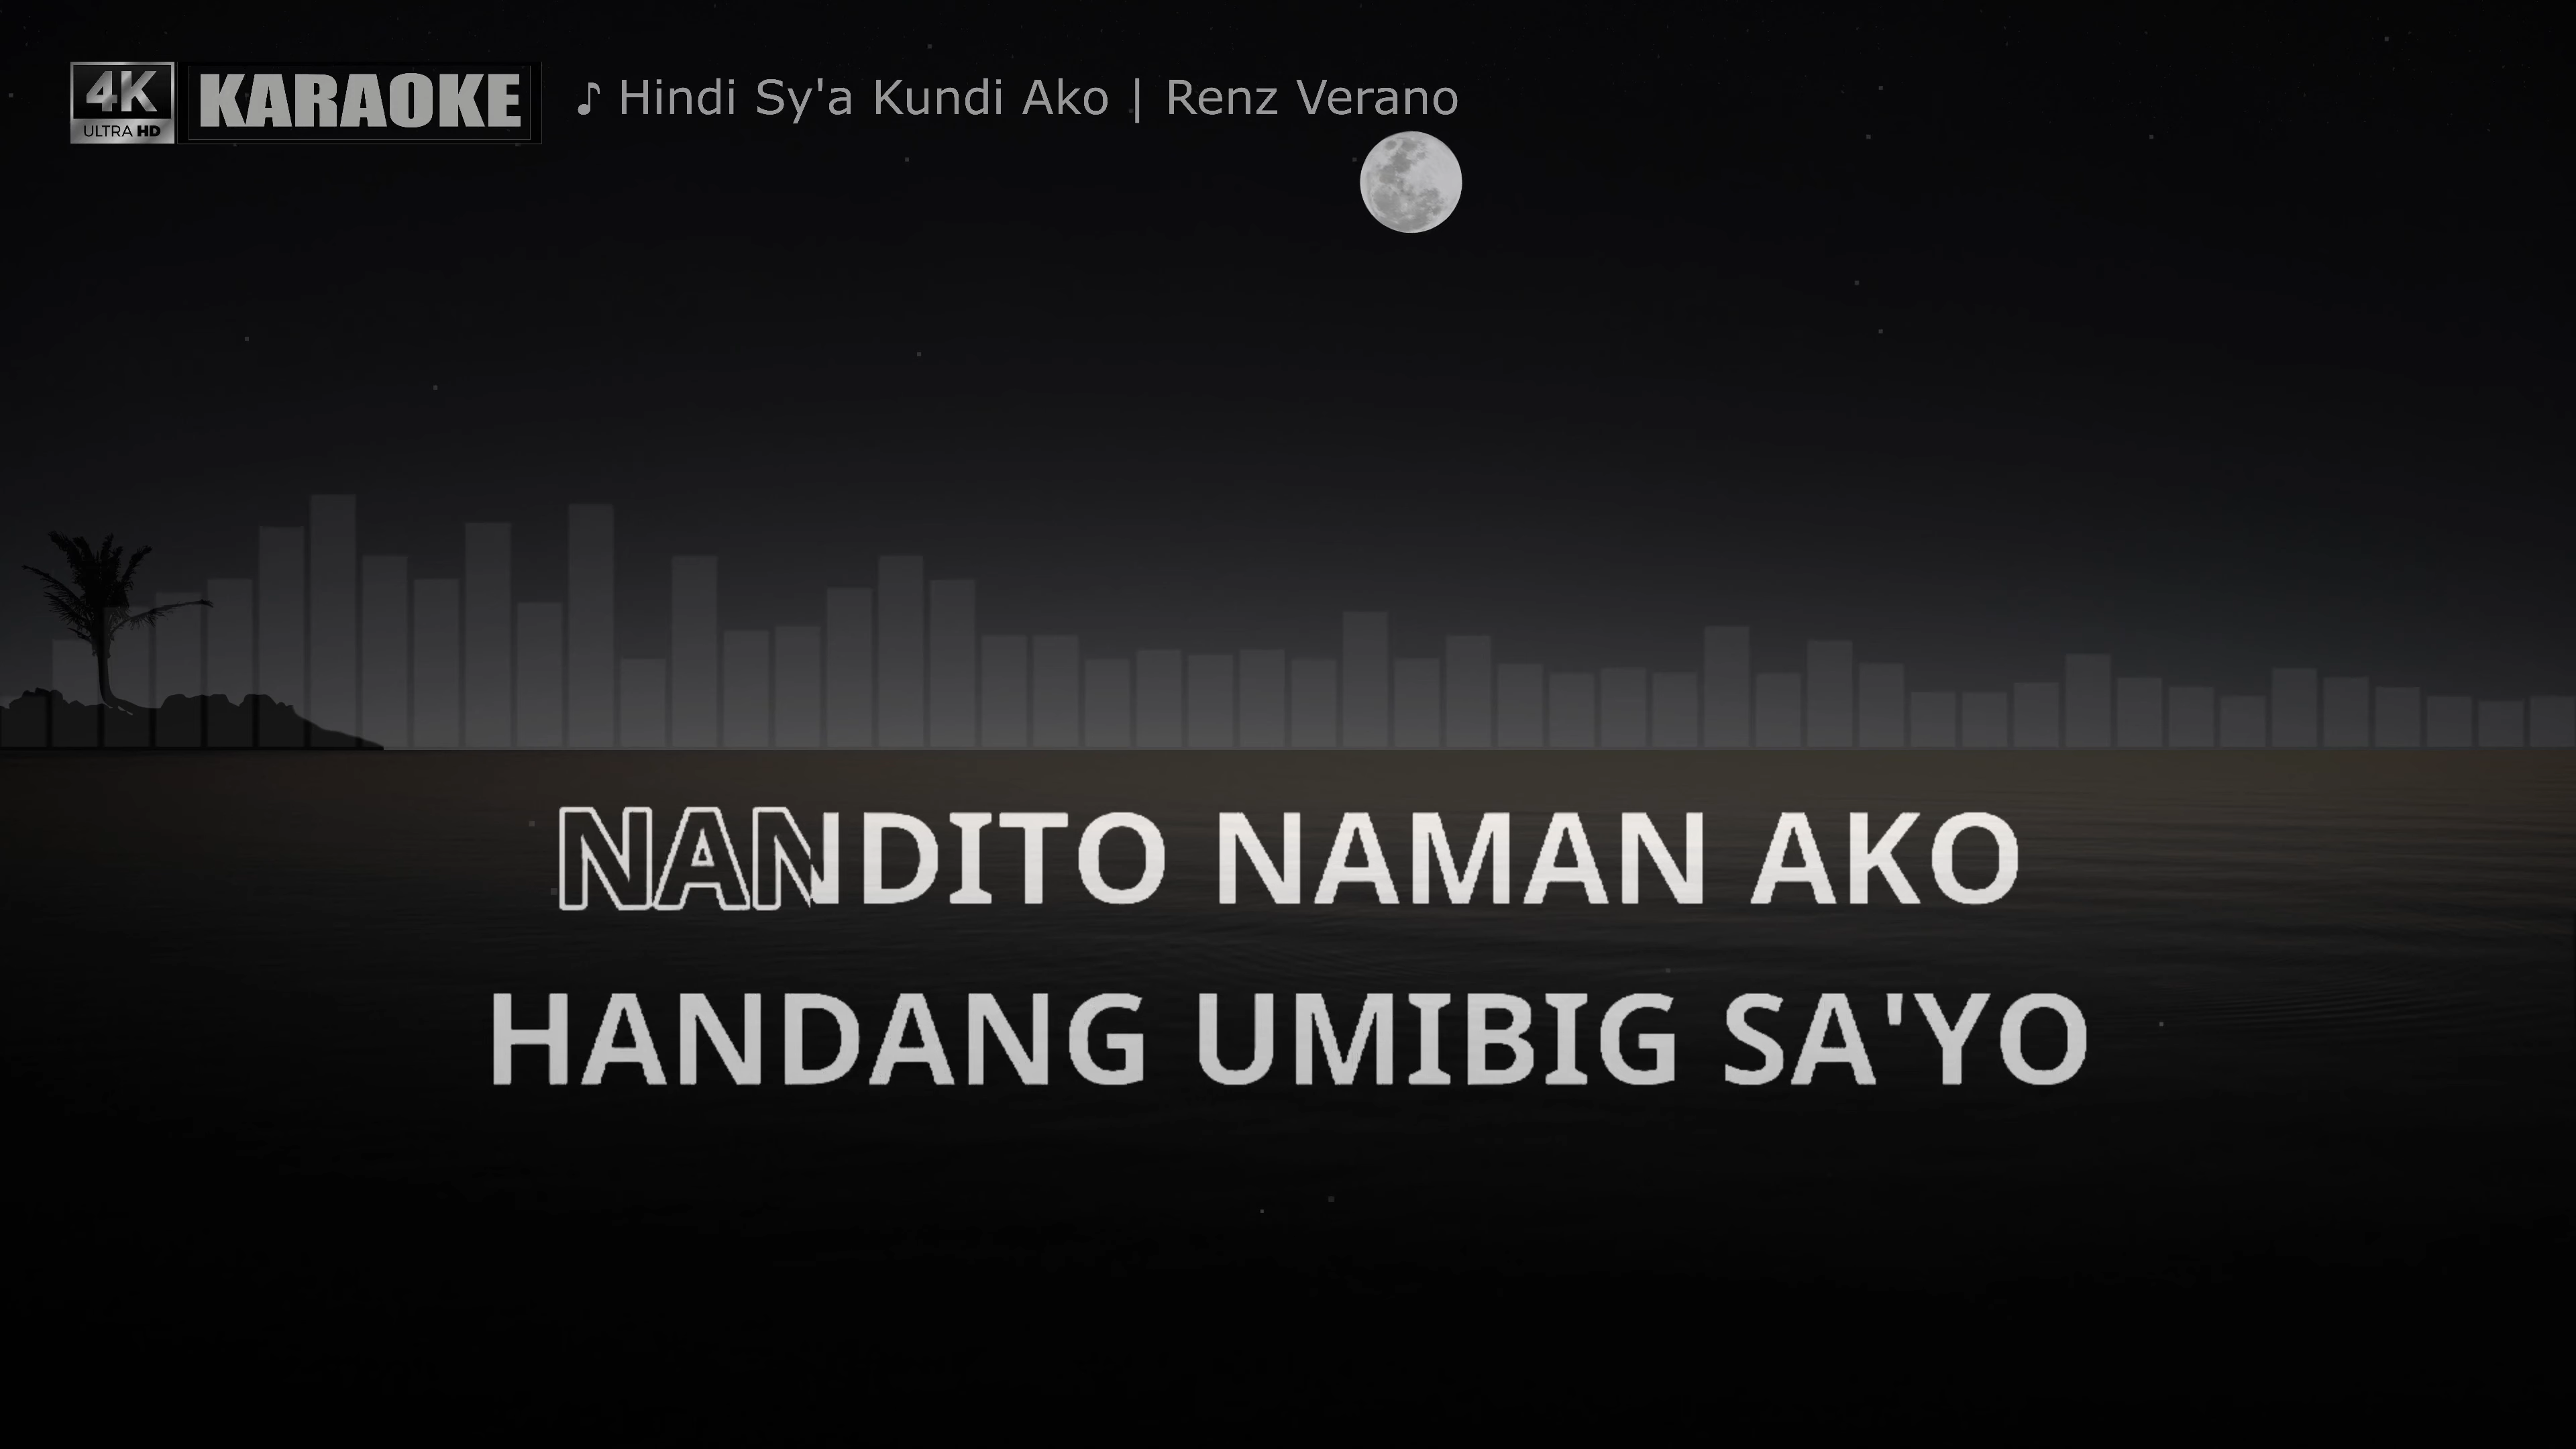 4K
ULTRA HD
KARAOKE
♪ Hindi Sy'a Kundi Ako | Renz Verano
NANDITO NAMAN AKO
HANDANG UMIBIG SA'YO